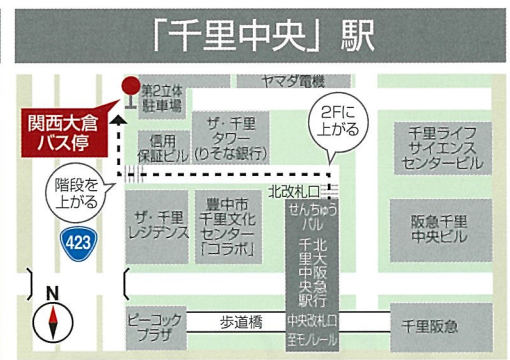 「千里中央」駅
ヤマダ電機
第2立体
駐車場
関西大倉
バス停
信用
保証ビル
ザ・千里
タワー
(りそな銀行)
2Fに
上がる
千里ライフ
サイエンス
センタービル
階段を
上がる
423
ザ・千里
レジデンス
豊中市
千里文化
センター
「コラボ」
北改札口
せんちゅう
パル
北大阪急行
千里中央駅
中央改札口
至モノレール
阪急千里
中央ビル
N
ピーコック
プラザ
歩道橋
千里阪急